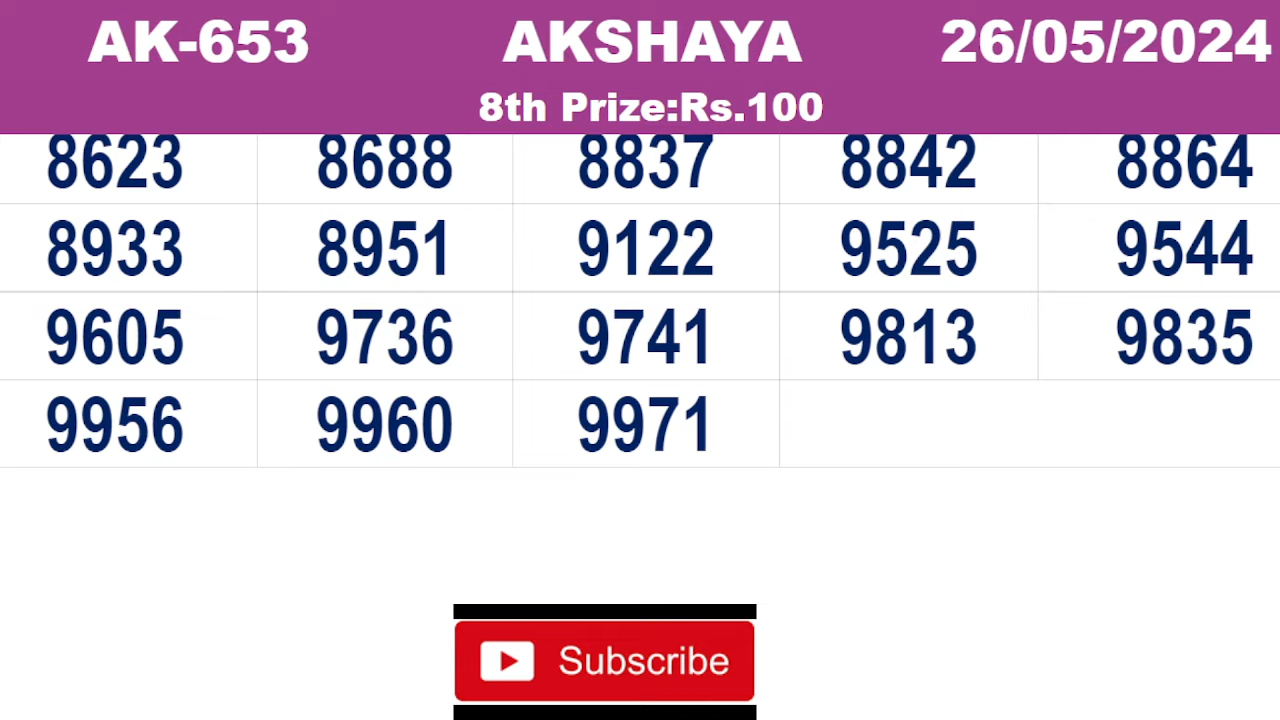 AK-653 AKSHAYA 26/05/2024
8th Prize:Rs.100
8623 8688 8837 8842 8864
8933 8951 9122 9525 9544
9605 9736 9741 9813 9835
9956 9960 9971
Subscribe